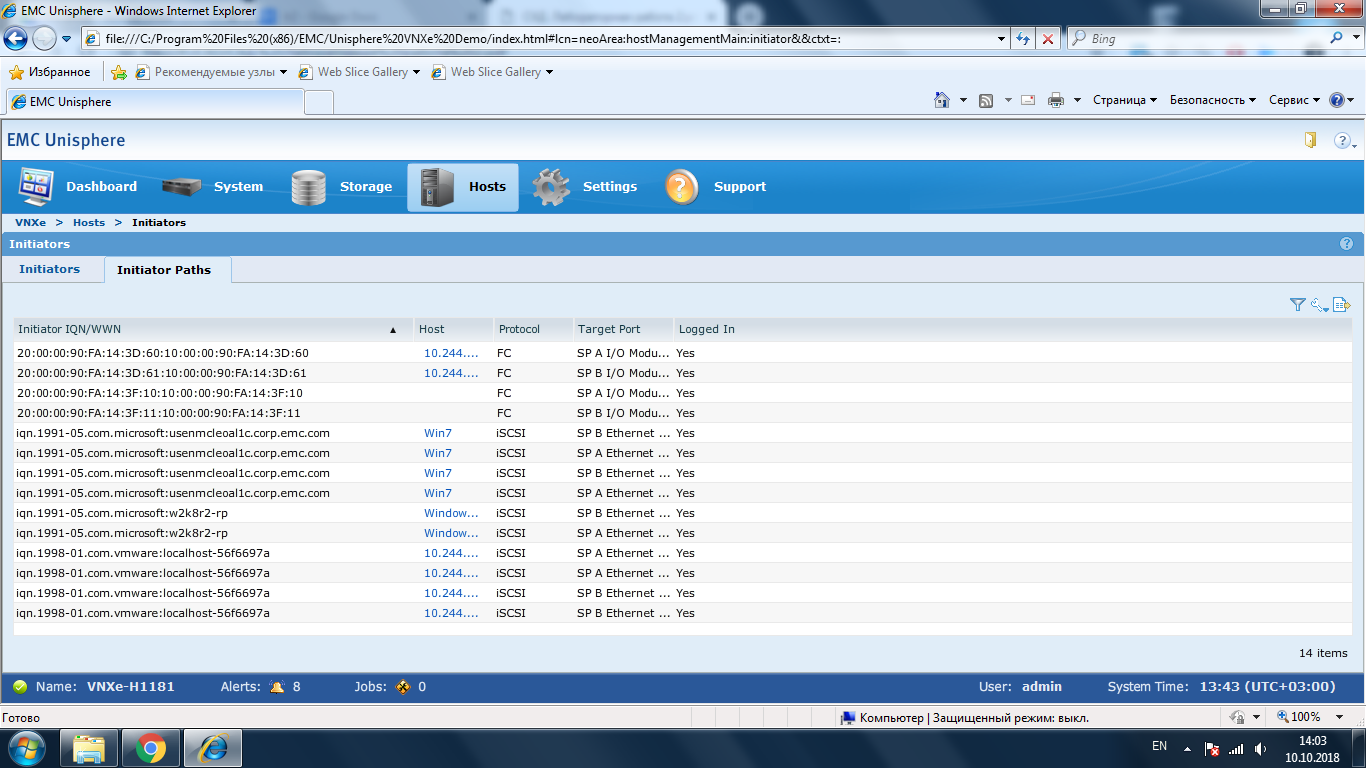 EMC Unisphere - Windows Internet Explorer
file:///C:/Program%20Files%20(x86)/EMC/Unisphere%20VNXe%20Demo/index.html#lcn=neoArea:hostManagementMain:initiator&&ctxt=: Bing
Избранное Рекомендуемые узлы Web Slice Gallery Web Slice Gallery
EMC Unisphere Страница Безопасность Сервис
EMC Unisphere
Dashboard System Storage Hosts Settings Support
VNXe > Hosts > Initiators
Initiators
Initiators Initiator Paths
Initiator IQN/WWN Host Protocol Target Port Logged In
20:00:00:90:FA:14:3D:60:10:00:00:90:FA:14:3D:60 10.244.... FC SP A I/O Modu... Yes
20:00:00:90:FA:14:3D:61:10:00:00:90:FA:14:3D:61 10.244.... FC SP B I/O Modu... Yes
20:00:00:90:FA:14:3F:10:10:00:00:90:FA:14:3F:10 FC SP A I/O Modu... Yes
20:00:00:90:FA:14:3F:11:10:00:00:90:FA:14:3F:11 FC SP B I/O Modu... Yes
iqn.1991-05.com.microsoft:usenmcleoal1c.corp.emc.com Win7 iSCSI SP B Ethernet ... Yes
iqn.1991-05.com.microsoft:usenmcleoal1c.corp.emc.com Win7 iSCSI SP A Ethernet ... Yes
iqn.1991-05.com.microsoft:usenmcleoal1c.corp.emc.com Win7 iSCSI SP B Ethernet ... Yes
iqn.1991-05.com.microsoft:usenmcleoal1c.corp.emc.com Win7 iSCSI SP A Ethernet ... Yes
iqn.1991-05.com.microsoft:w2k8r2-rp Window... iSCSI SP B Ethernet ... Yes
iqn.1991-05.com.microsoft:w2k8r2-rp Window... iSCSI SP A Ethernet ... Yes
iqn.1998-01.com.vmware:localhost-56f6697a 10.244.... iSCSI SP A Ethernet ... Yes
iqn.1998-01.com.vmware:localhost-56f6697a 10.244.... iSCSI SP A Ethernet ... Yes
iqn.1998-01.com.vmware:localhost-56f6697a 10.244.... iSCSI SP B Ethernet ... Yes
iqn.1998-01.com.vmware:localhost-56f6697a 10.244.... iSCSI SP B Ethernet ... Yes
14 items
Name: VNXe-H1181 Alerts: 8 Jobs: 0 User: admin System Time: 13:43 (UTC+03:00)
Готово Компьютер | Защищенный режим: выкл. 100%
EN 14:03
10.10.2018